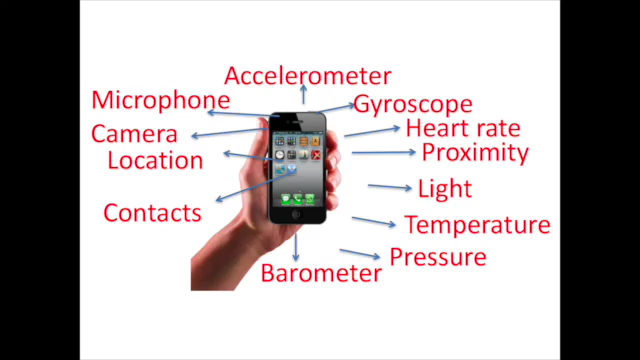 Accelerometer
Microphone
Gyroscope
Camera
Heart rate
Location
Proximity
Light
Contacts
Temperature
Pressure
Barometer